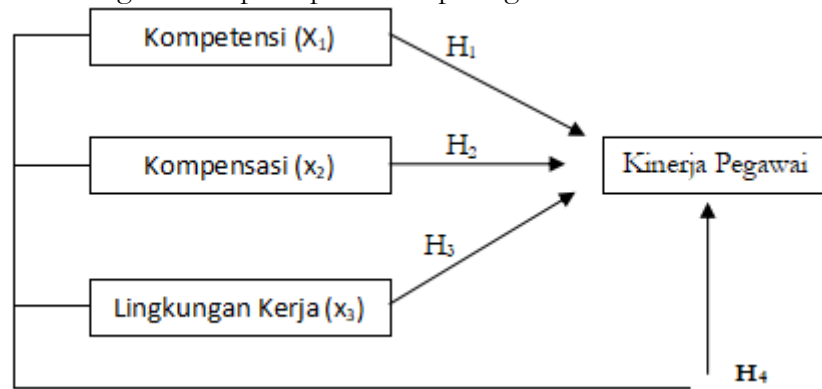 Kompetensi (X₁)
H₁
Kompensasi (x₂)
H₂
Kinerja Pegawai
H₃
Lingkungan Kerja (x₃)
H₄